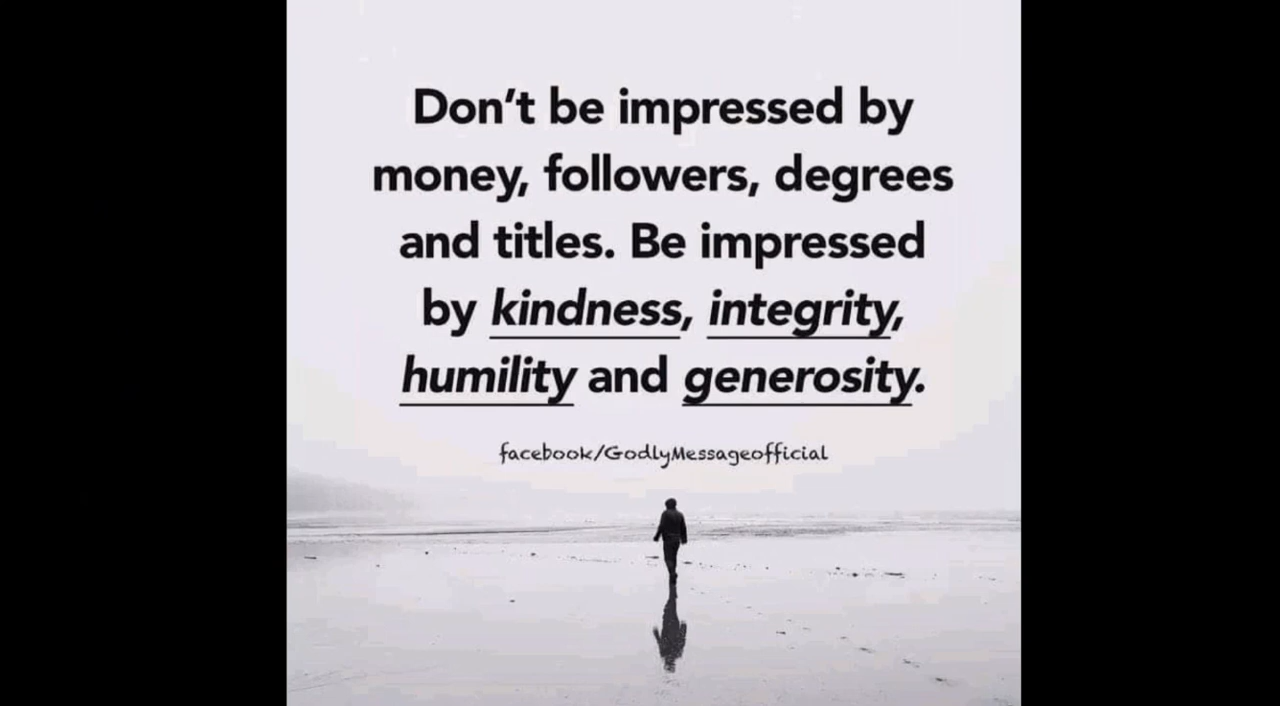 Don't be impressed by
money, followers, degrees
and titles. Be impressed
by kindness, integrity,
humility and generosity.
facebook/GodlyMessageofficial